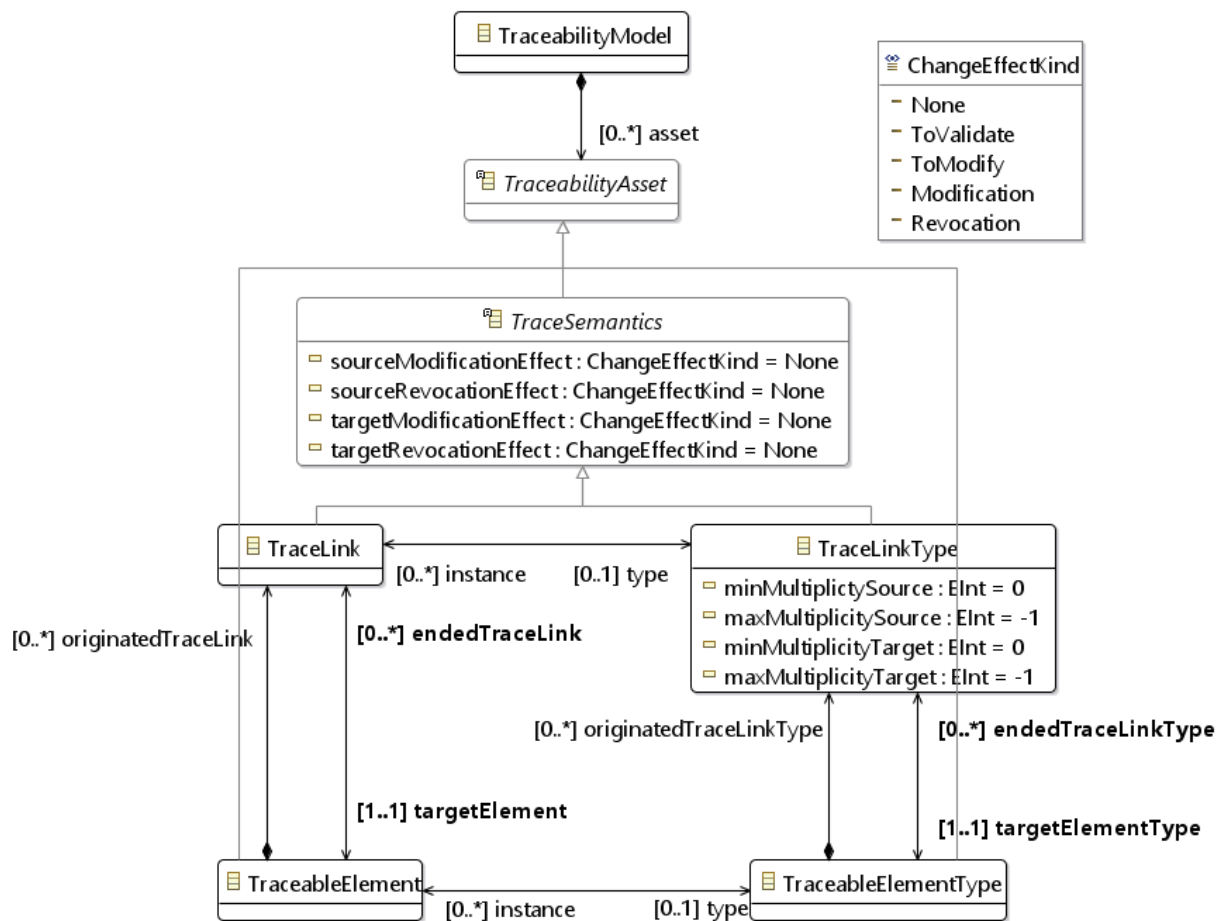 TraceabilityModel
ChangeEffectKind
None
ToValidate
ToModify
Modification
Revocation
[0..*] asset
TraceabilityAsset
TraceSemantics
sourceModificationEffect : ChangeEffectKind = None
sourceRevocationEffect : ChangeEffectKind = None
targetModificationEffect : ChangeEffectKind = None
targetRevocationEffect : ChangeEffectKind = None
TraceLink
TraceLinkType
[0..*] instance
[0..1] type
minMultiplictySource : EInt = 0
maxMultiplicitySource : EInt = -1
minMultiplicityTarget : EInt = 0
maxMultiplicityTarget : EInt = -1
[0..*] originatedTraceLink
[0..*] endedTraceLink
[0..*] originatedTraceLinkType
[0..*] endedTraceLinkType
[1..1] targetElement
[1..1] targetElementType
TraceableElement
TraceableElementType
[0..*] instance
[0..1] type